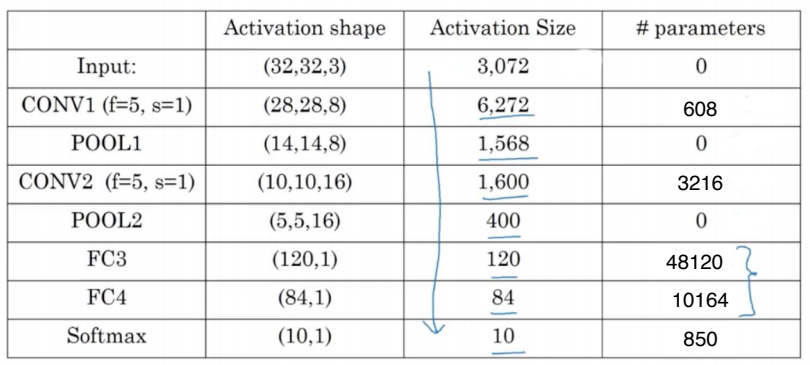 Activation shape Activation Size # parameters
Input: (32,32,3) 3,072 0
CONV1 (f=5, s=1) (28,28,8) 6,272 608
POOL1 (14,14,8) 1,568 0
CONV2 (f=5, s=1) (10,10,16) 1,600 3216
POOL2 (5,5,16) 400 0
FC3 (120,1) 120 48120
FC4 (84,1) 84 10164
Softmax (10,1) 10 850